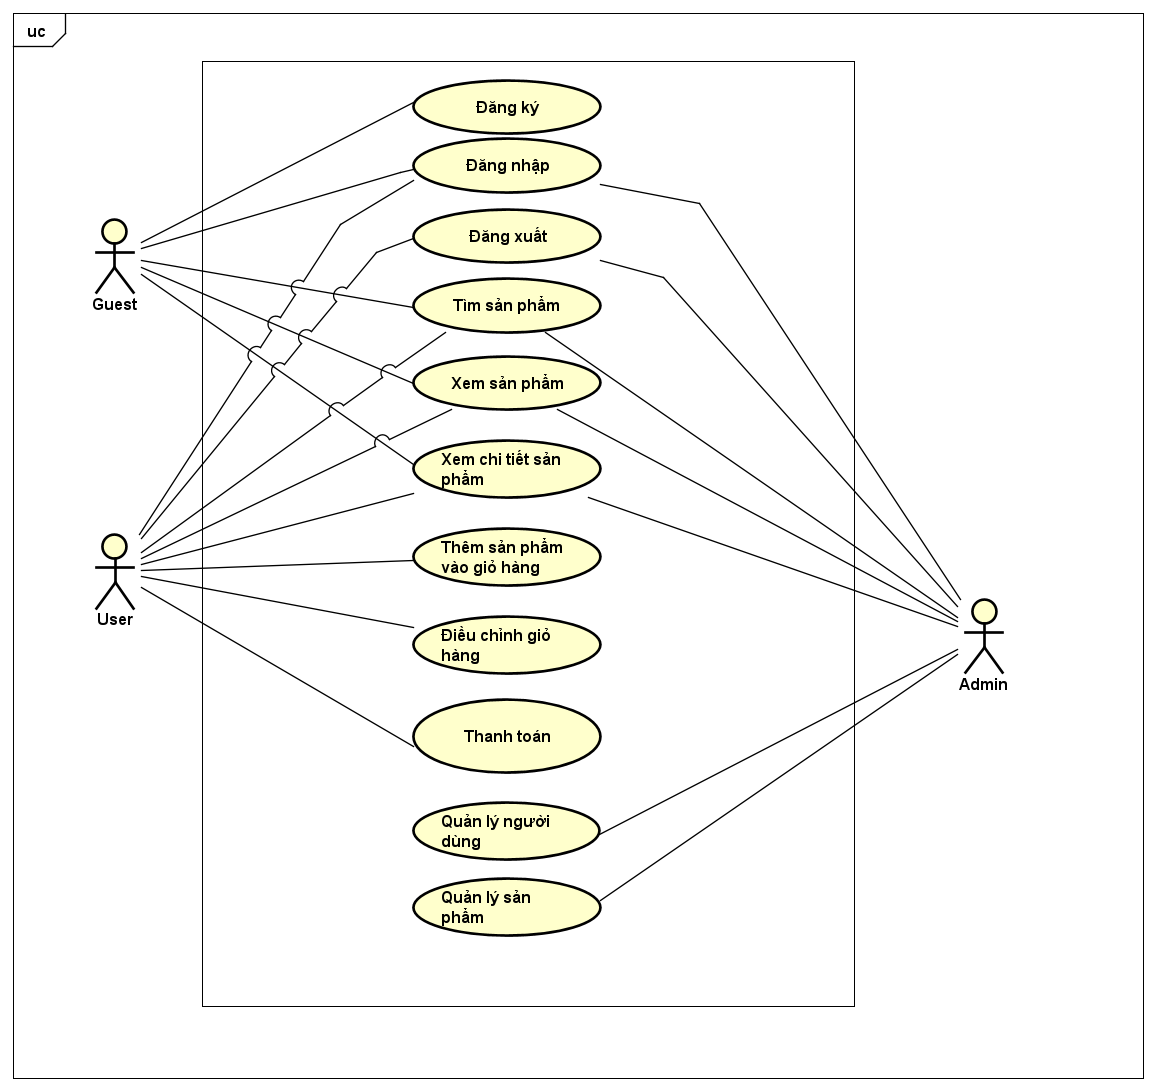 uc
Đăng ký
Đăng nhập
Đăng xuất
Guest
Tìm sản phẩm
Xem sản phẩm
Xem chi tiết sản
phẩm
Thêm sản phẩm
vào giỏ hàng
User
Điều chỉnh giỏ
hàng
Admin
Thanh toán
Quản lý người
dùng
Quản lý sản
phẩm